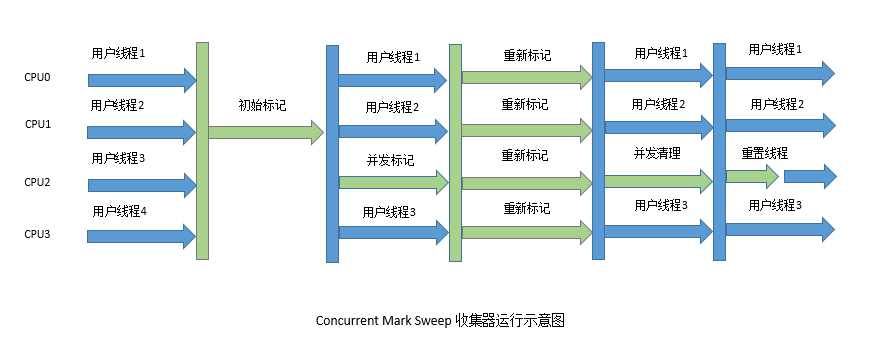 用户线程1
用户线程1
重新标记
用户线程1
用户线程1
CPU0
用户线程2
初始标记
用户线程2
重新标记
用户线程2
用户线程2
CPU1
用户线程3
并发标记
重新标记
并发清理
重置线程
CPU2
用户线程4
用户线程3
重新标记
用户线程3
用户线程3
CPU3
Concurrent Mark Sweep 收集器运行示意图